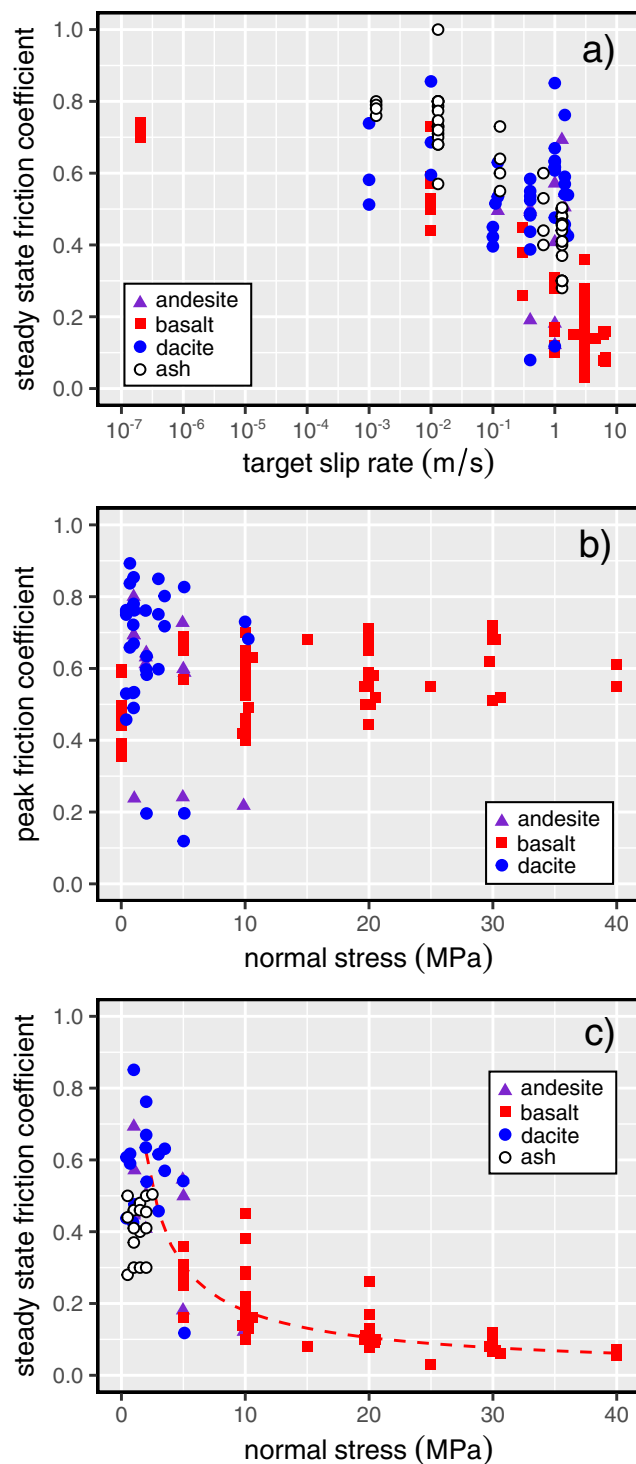 a)
steady state friction coefficient
1.0
0.8
0.6
0.4
0.2
0.0
andesite
basalt
dacite
ash
10⁻⁷ 10⁻⁶ 10⁻⁵ 10⁻⁴ 10⁻³ 10⁻² 10⁻¹ 1 10
target slip rate (m/s)
b)
peak friction coefficient
1.0
0.8
0.6
0.4
0.2
0.0
andesite
basalt
dacite
0 10 20 30 40
normal stress (MPa)
c)
steady state friction coefficient
1.0
0.8
0.6
0.4
0.2
0.0
andesite
basalt
dacite
ash
0 10 20 30 40
normal stress (MPa)